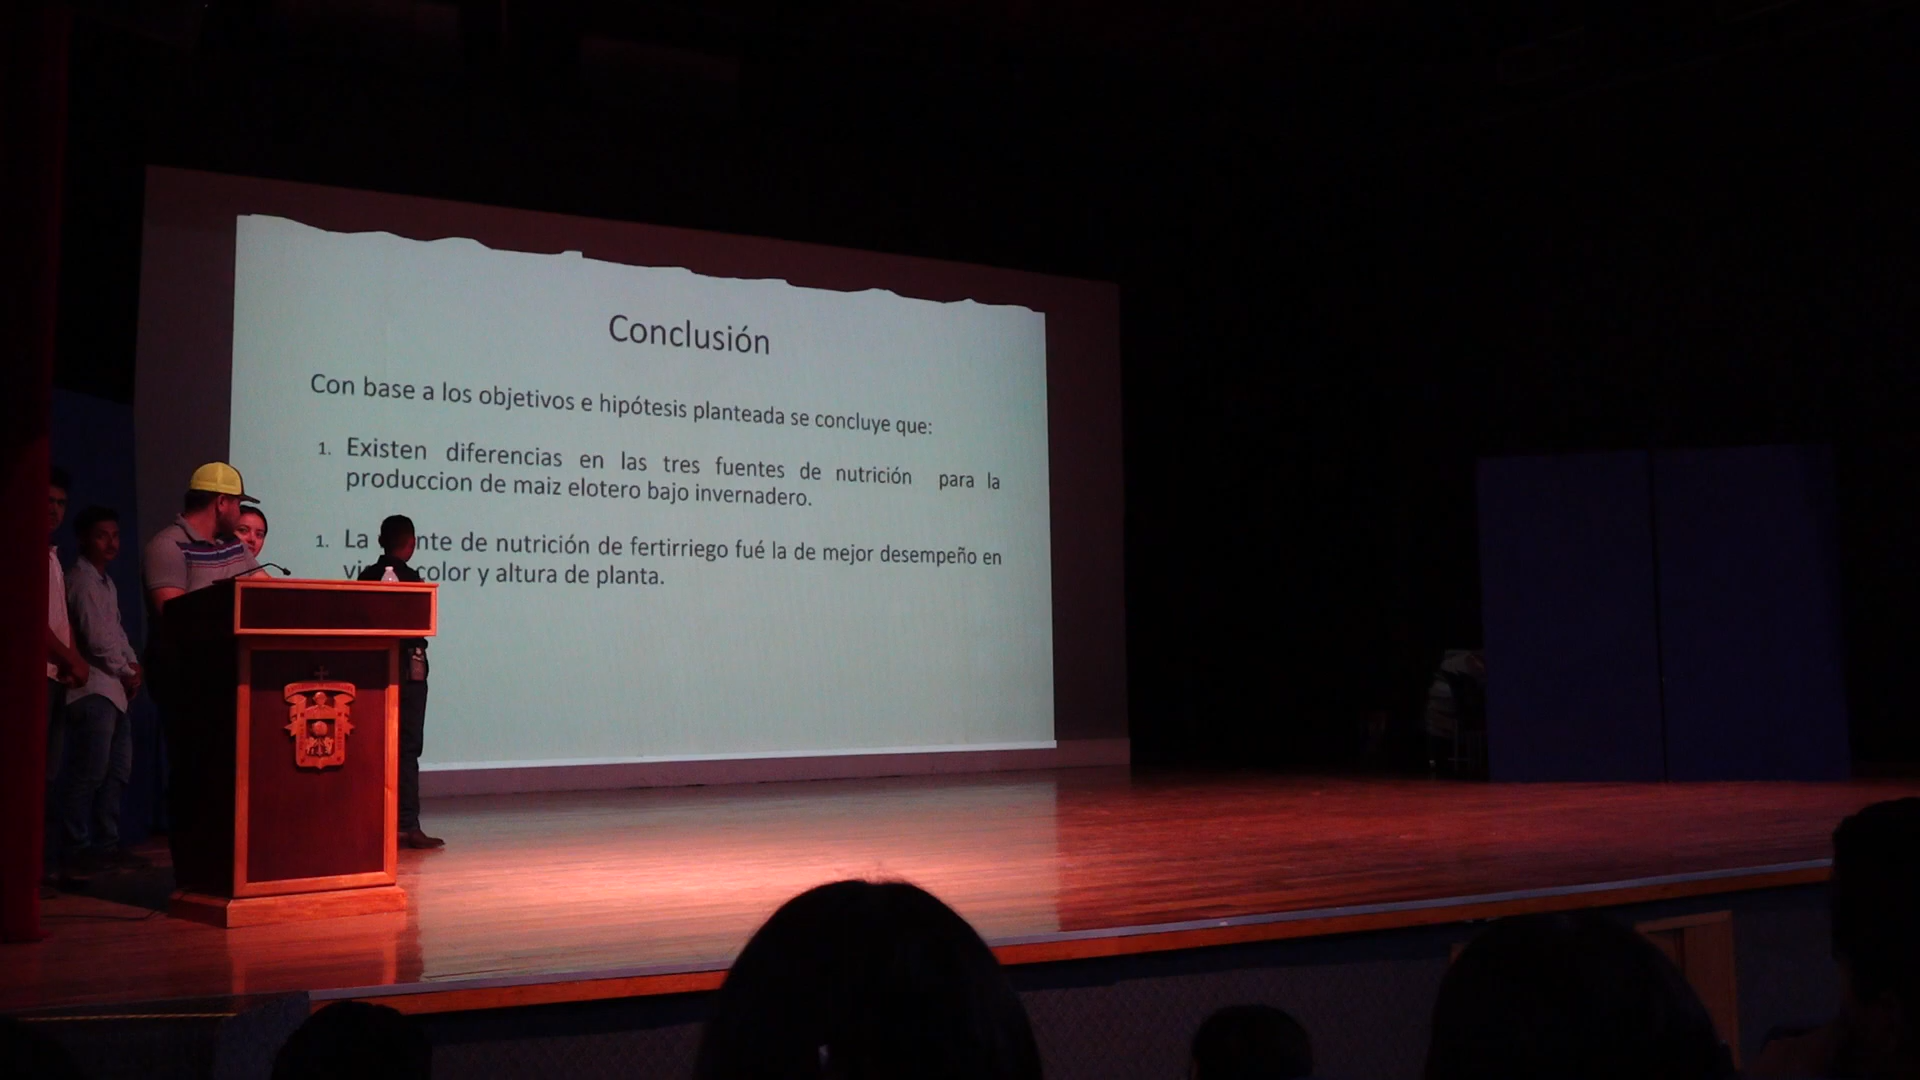 Conclusión
Con base a los objetivos e hipótesis planteada se concluye que:
1. Existen diferencias en las tres fuentes de nutrición para la
produccion de maiz elotero bajo invernadero.
1. La nte de nutrición de fertirriego fué la de mejor desempeño en
color y altura de planta.